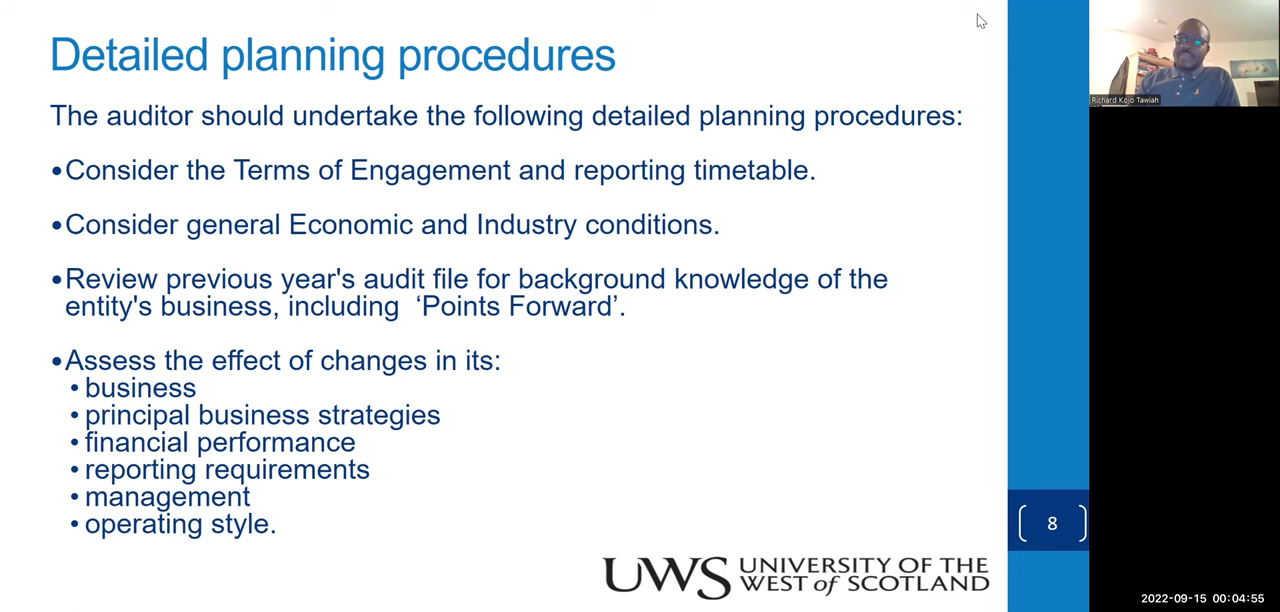 Detailed planning procedures
The auditor should undertake the following detailed planning procedures:
•Consider the Terms of Engagement and reporting timetable.
•Consider general Economic and Industry conditions.
•Review previous year's audit file for background knowledge of the
entity's business, including ‘Points Forward’.
•Assess the effect of changes in its:
• business
• principal business strategies
• financial performance
• reporting requirements
• management
• operating style.
UWS UNIVERSITY OF THE
WEST of SCOTLAND
8
Richard Kojo Tawiah
2022-09-15 00:04:55